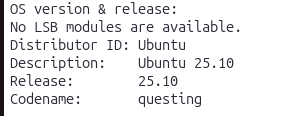 OS version & release:
No LSB modules are available.
Distributor ID: Ubuntu
Description:    Ubuntu 25.10
Release:        25.10
Codename:       questing